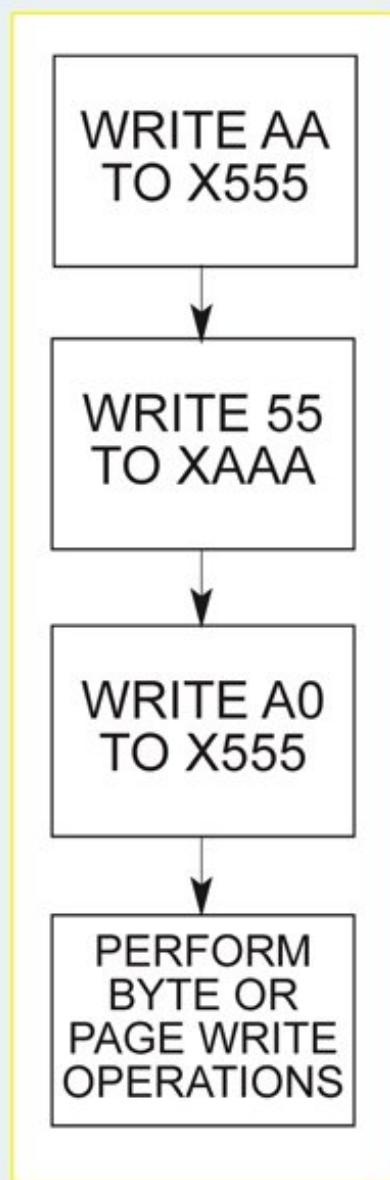 WRITE AA
TO X555
WRITE 55
TO XAAA
WRITE A0
TO X555
PERFORM
BYTE OR
PAGE WRITE
OPERATIONS